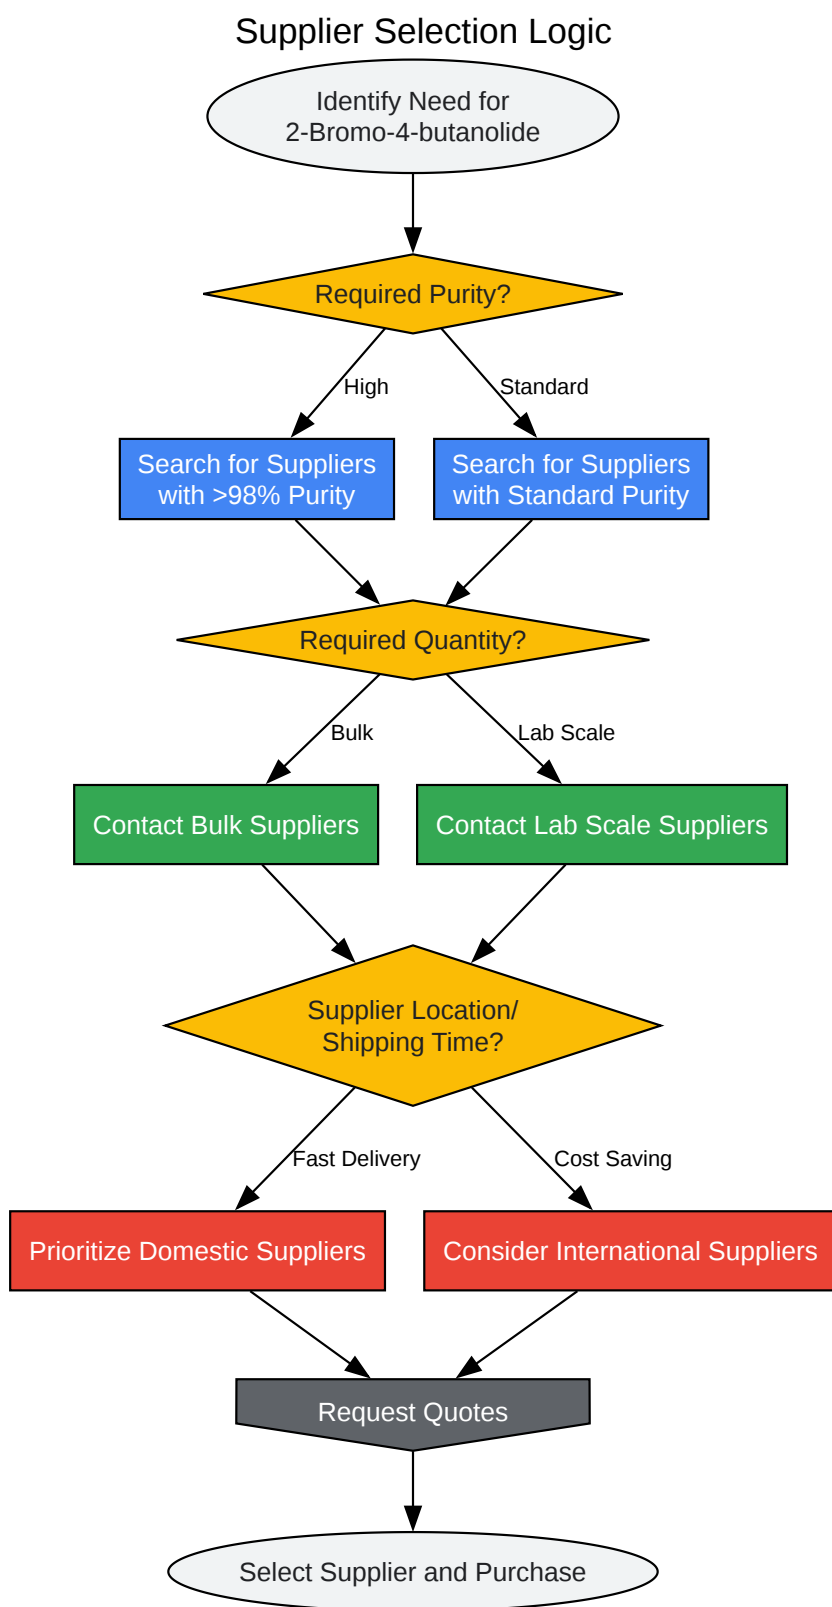 Supplier Selection Logic
Identify Need for
2-Bromo-4-butanolide
Required Purity?
High
Standard
Search for Suppliers
with >98% Purity
Search for Suppliers
with Standard Purity
Required Quantity?
Bulk
Lab Scale
Contact Bulk Suppliers
Contact Lab Scale Suppliers
Supplier Location/
Shipping Time?
Fast Delivery
Cost Saving
Prioritize Domestic Suppliers
Consider International Suppliers
Request Quotes
Select Supplier and Purchase